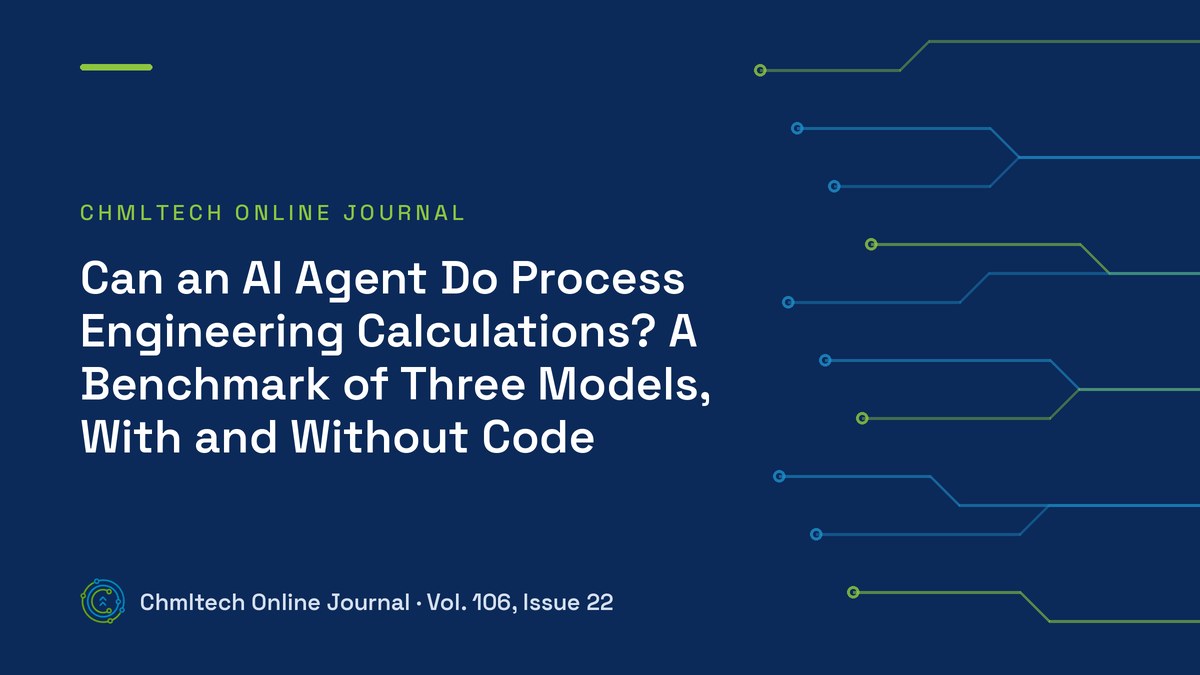 CHMLTECH ONLINE JOURNAL
Can an AI Agent Do Process
Engineering Calculations? A
Benchmark of Three Models,
With and Without Code
Chmltech Online Journal · Vol. 106, Issue 22